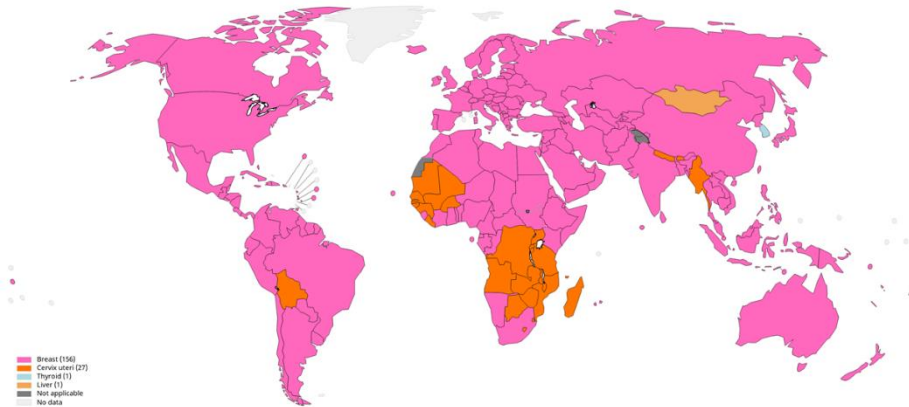 Breast (156)
Cervix uteri (27)
Thyroid (1)
Liver (1)
Not applicable
No data